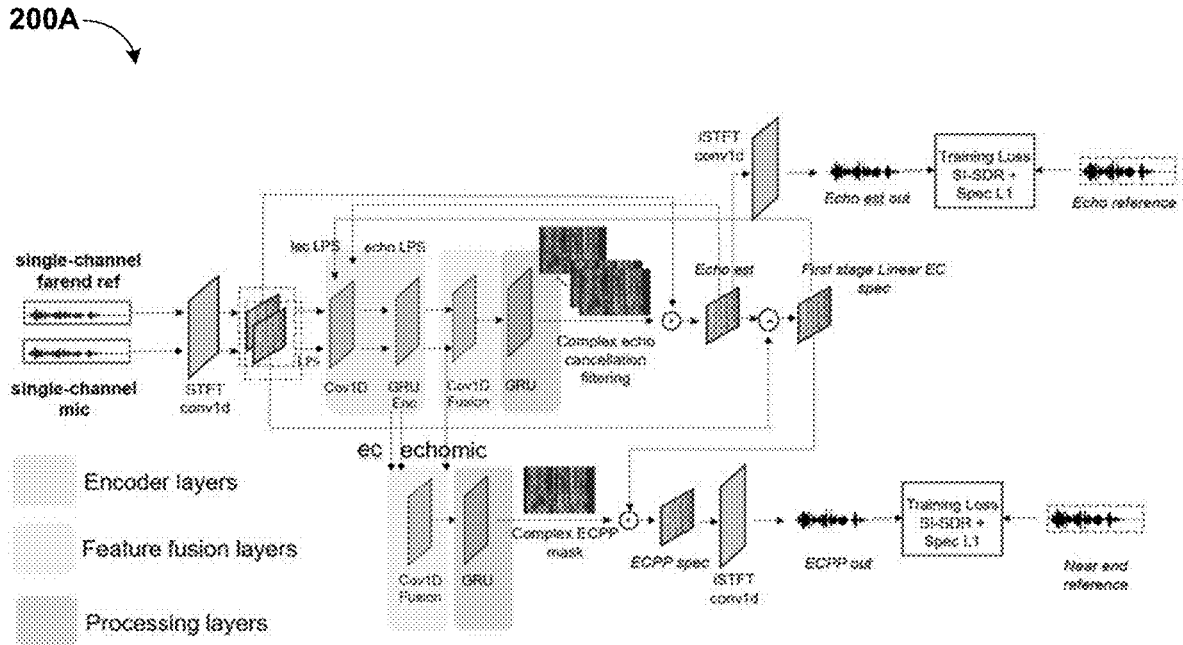 200A
iSTFT
conv1d
Echo est out
Training Loss
SI-SDR +
Spec L1
Echo reference
lec LPS
echo LPS
single-channel
farend ref
Echo est
First stage Linear EC
spec
LPS
Complex echo
cancellation
filtering
single-channel
mic
STFT
conv1d
Cov1D
GRU
Enc
Cov1D
Fusion
GRU
ec
echomic
Encoder layers
Feature fusion layers
Processing layers
Cov1D
Fusion
GRU
Complex ECPP
mask
ECPP spec
iSTFT
conv1d
ECPP out
Training Loss
SI-SDR +
Spec L1
Near end
reference